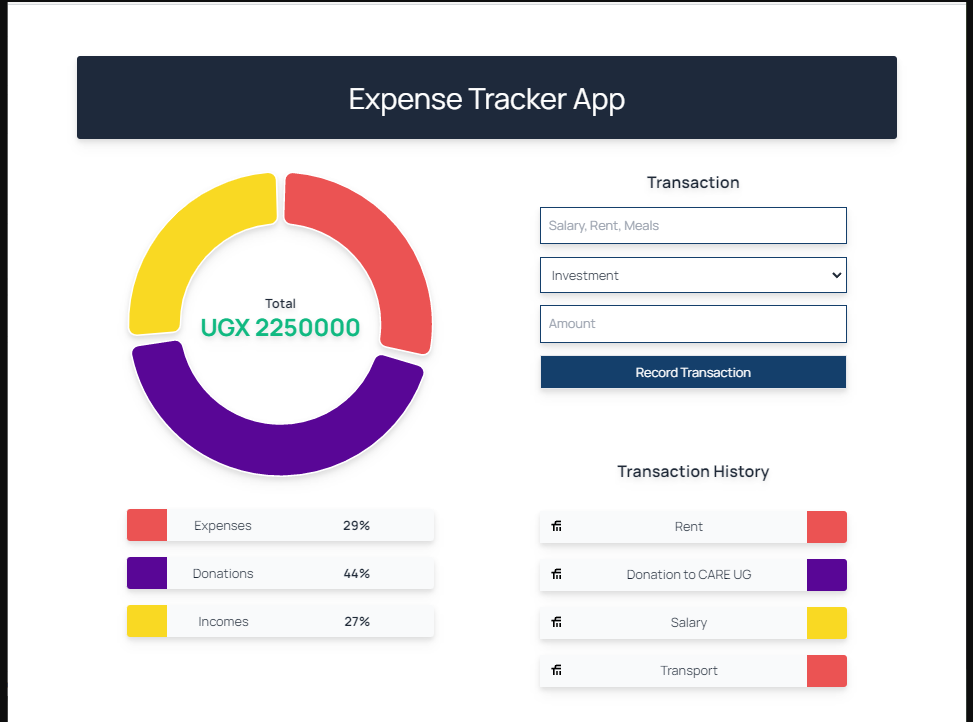 Expense Tracker App
Total
UGX 2250000
Expenses 29%
Donations 44%
Incomes 27%
Transaction
Salary, Rent, Meals
Investment
Amount
Record Transaction
Transaction History
Rent
Donation to CARE UG
Salary
Transport